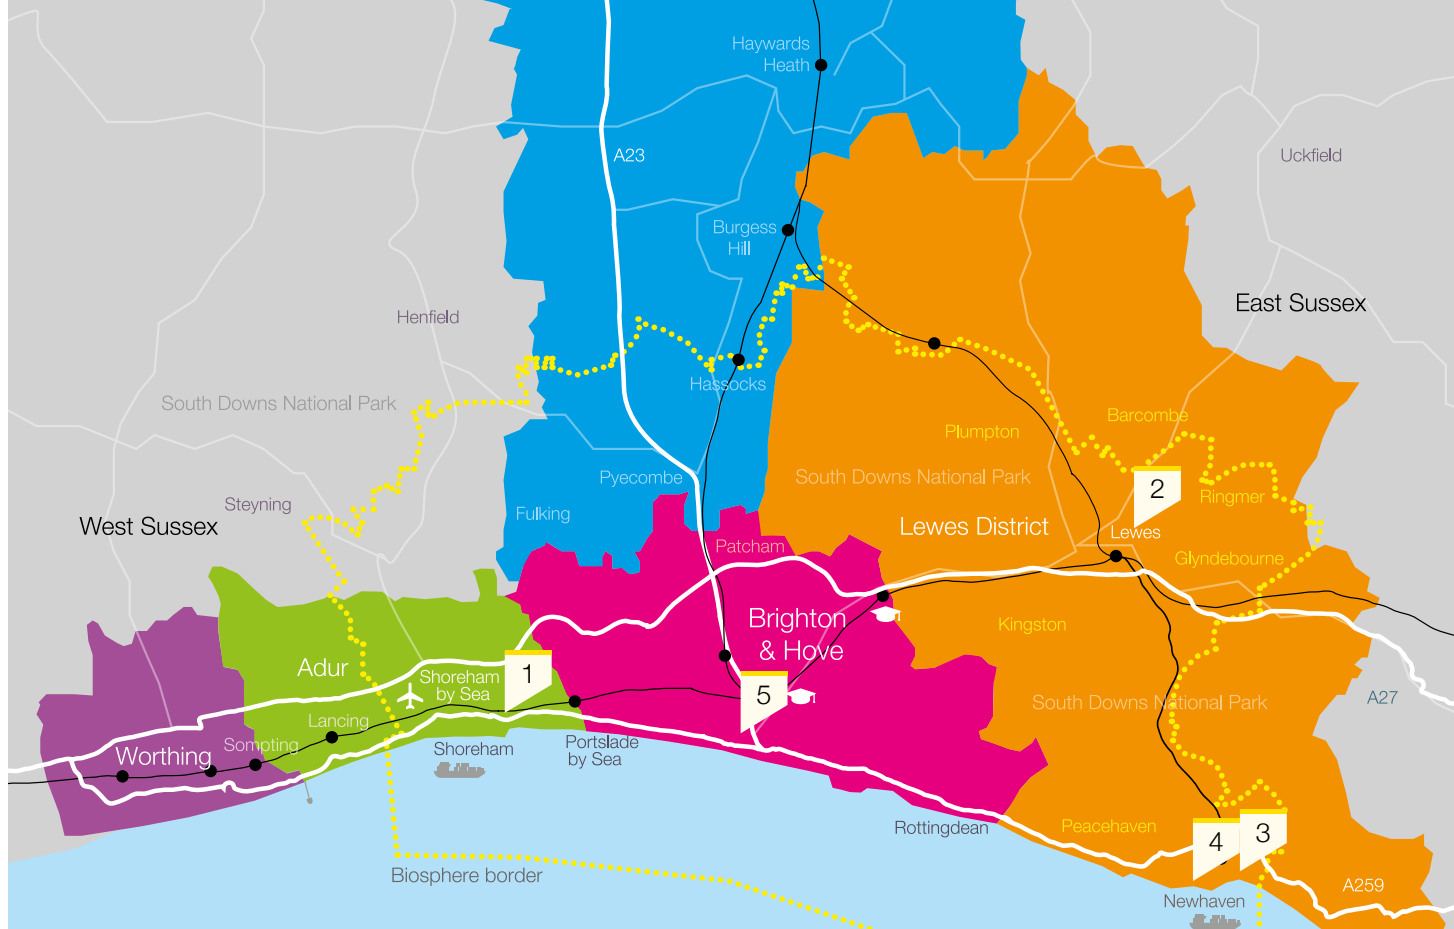 Haywards
Heath
A23
Uckfield
Burgess
Hill
East Sussex
Henfield
Hassocks
South Downs National Park
Barcombe
Plumpton
Pyecombe
South Downs National Park
2
Ringmer
Steyning
West Sussex
Fulking
Lewes District
Lewes
Patcham
Glyndebourne
Brighton
& Hove
Kingston
Adur
1
Shoreham
by Sea
5
South Downs National Park
A27
Lancing
Sompting
Worthing
Shoreham
Portslade
by Sea
Rottingdean
Peacehaven
4
3
Biosphere border
A259
Newhaven